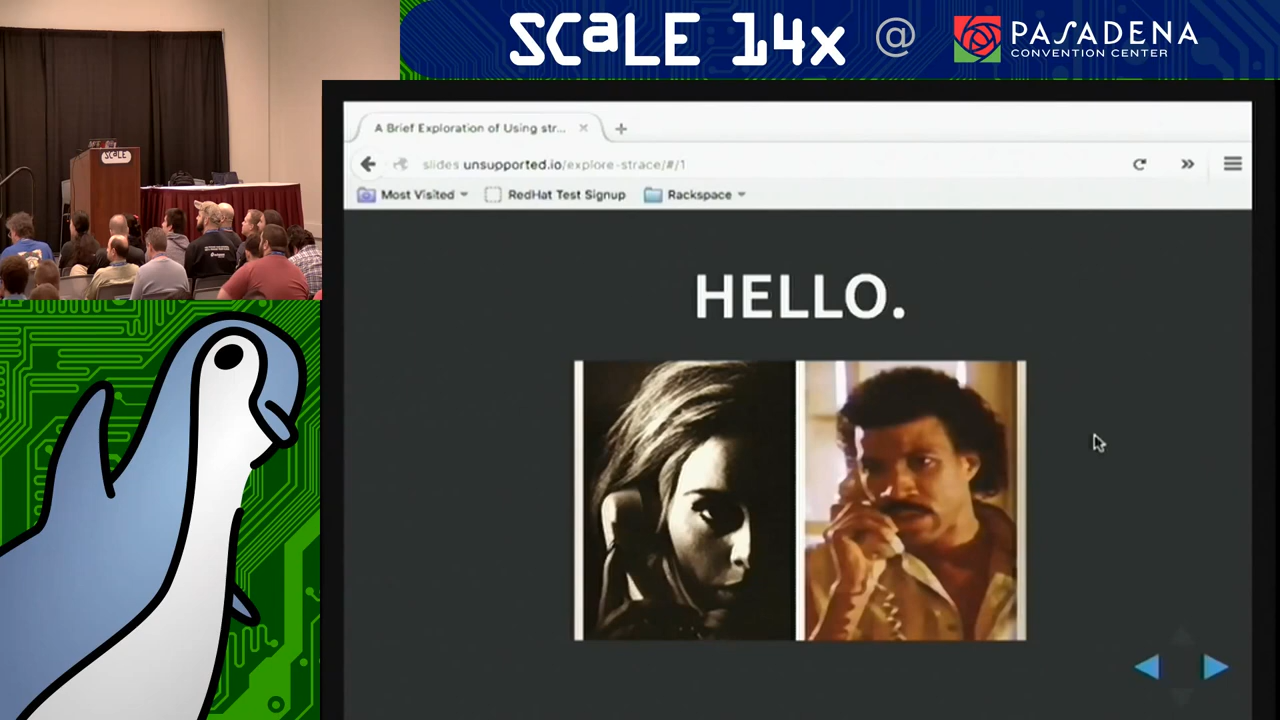 SCALE 14x @ PASADENA
CONVENTION CENTER
SCALE
A Brief Exploration of Using str...
slides.unsupported.io/explore-strace/#/1
Most Visited
RedHat Test Signup
Rackspace
HELLO.